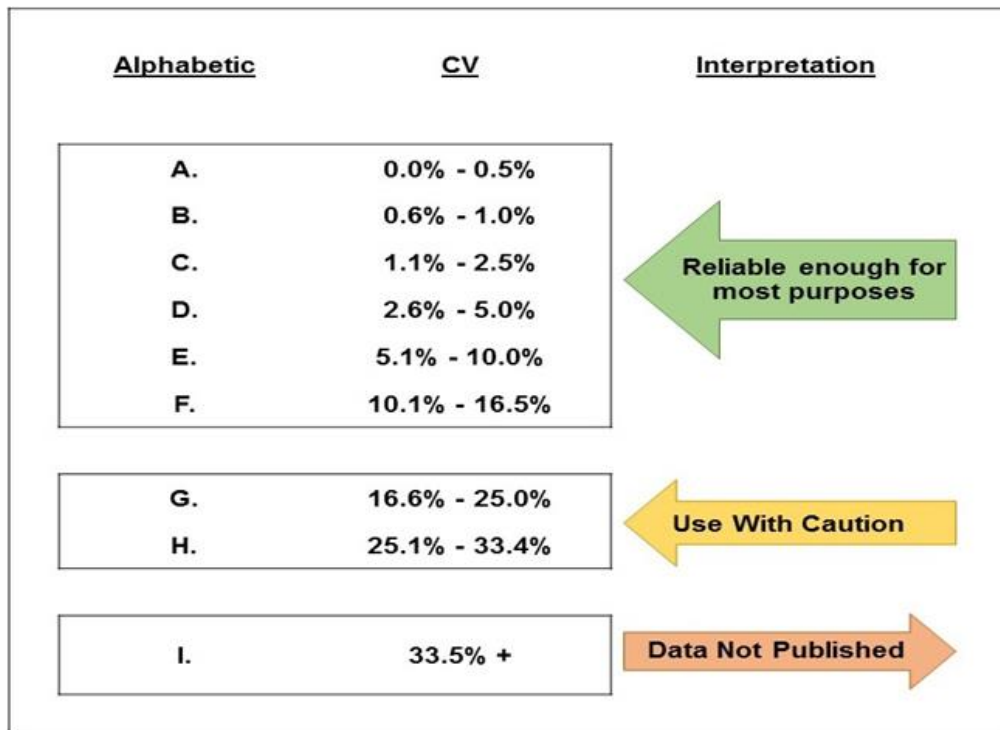 Alphabetic CV Interpretation
A. 0.0% - 0.5%
B. 0.6% - 1.0%
C. 1.1% - 2.5%
D. 2.6% - 5.0%
E. 5.1% - 10.0%
F. 10.1% - 16.5%
Reliable enough for
most purposes
G. 16.6% - 25.0%
H. 25.1% - 33.4%
Use With Caution
I. 33.5% +
Data Not Published